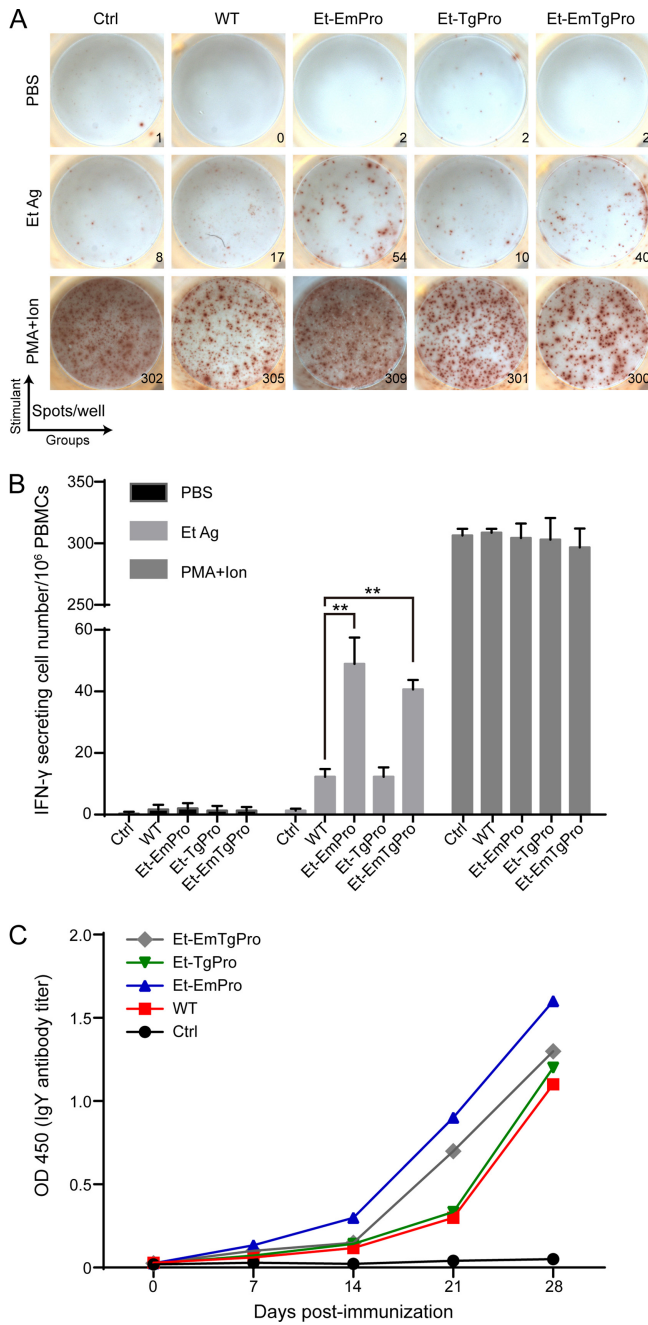 A
Ctrl WT Et-EmPro Et-TgPro Et-EmTgPro
PBS
1 0 2 2 2
Et Ag
8 17 54 10 40
PMA+Ion
302 305 309 301 300
Stimulant
Spots/well
Groups
B
IFN-γ secreting cell number/10⁶ PBMCs
350
300
250
60
40
20
0
PBS
Et Ag
PMA+Ion
** **
Ctrl WT Et-EmPro Et-TgPro Et-EmTgPro Ctrl WT Et-EmPro Et-TgPro Et-EmTgPro Ctrl WT Et-EmPro Et-TgPro Et-EmTgPro
C
OD 450 (IgY antibody titer)
2.0
1.5
1.0
0.5
0
Et-EmTgPro
Et-TgPro
Et-EmPro
WT
Ctrl
0 7 14 21 28
Days post-immunization